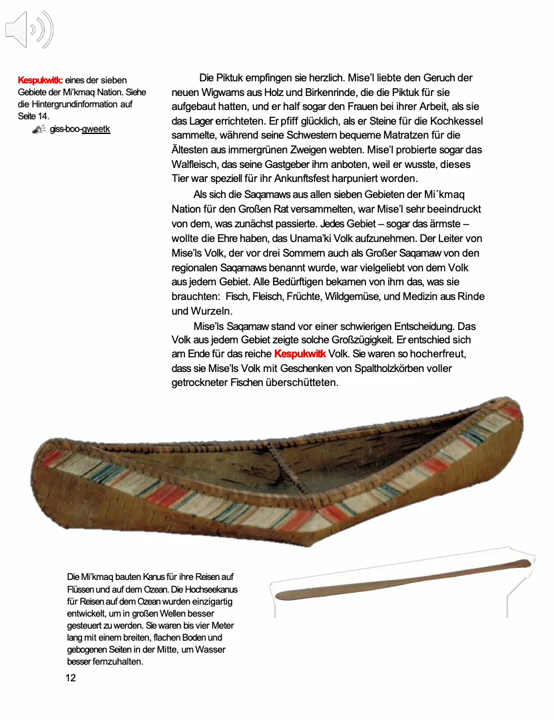 Kespukwitk: eines der sieben
Gebiete der Mi'kmaq Nation. Siehe
die Hintergrundinformation auf
Seite 14.
giss-boo-gweetk
Die Piktuk empfingen sie herzlich. Mise'l liebte den Geruch der
neuen Wigwams aus Holz und Birkenrinde, die die Piktuk für sie
aufgebaut hatten, und er half sogar den Frauen bei ihrer Arbeit, als sie
das Lager errichteten. Er pfiff glücklich, als er Steine für die Kochkessel
sammelte, während seine Schwestern bequeme Matratzen für die
Ältesten aus immergrünen Zweigen webten. Mise'l probierte sogar das
Walfleisch, das seine Gastgeber ihm anboten, weil er wusste, dieses
Tier war speziell für ihr Ankunftsfest harpuniert worden.
Als sich die Saqamaws aus allen sieben Gebieten der Mi´kmaq
Nation für den Großen Rat versammelten, war Mise'l sehr beeindruckt
von dem, was zunächst passierte. Jedes Gebiet – sogar das ärmste –
wollte die Ehre haben, das Unama'ki Volk aufzunehmen. Der Leiter von
Mise'ls Volk, der vor drei Sommern auch als Großer Saqamaw von den
regionalen Saqamaws benannt wurde, war vielgeliebt von dem Volk
aus jedem Gebiet. Alle Bedürftigen bekamen von ihm das, was sie
brauchten: Fisch, Fleisch, Früchte, Wildgemüse, und Medizin aus Rinde
und Wurzeln.
Mise'ls Saqamaw stand vor einer schwierigen Entscheidung. Das
Volk aus jedem Gebiet zeigte solche Großzügigkeit. Er entschied sich
am Ende für das reiche Kespukwitk Volk. Sie waren so hocherfreut,
dass sie Mise'ls Volk mit Geschenken von Spaltholzkörben voller
getrockneter Fischen überschütteten.
Die Mi'kmaq bauten Kanus für ihre Reisen auf
Flüssen und auf dem Ozean. Die Hochseekanus
für Reisen auf dem Ozean wurden einzigartig
entwickelt, um in großen Wellen besser
gesteuert zu werden. Sie waren bis vier Meter
lang mit einem breiten, flachen Boden und
gebogenen Seiten in der Mitte, um Wasser
besser fernzuhalten.
12